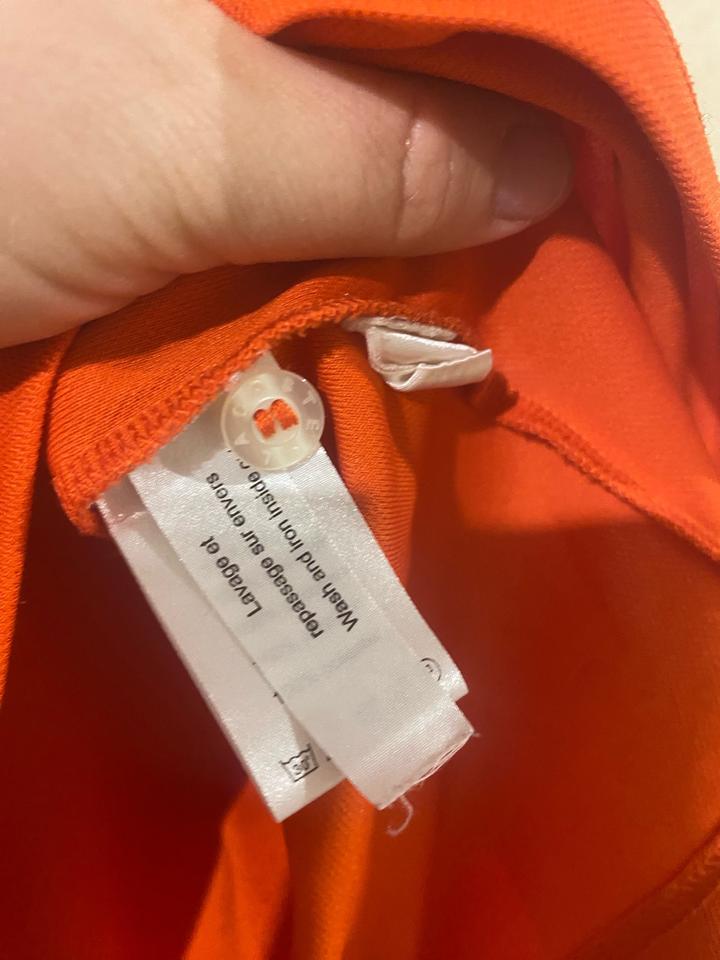 LACOSTE
Lavage et
repassage sur envers
Wash and Iron Inside